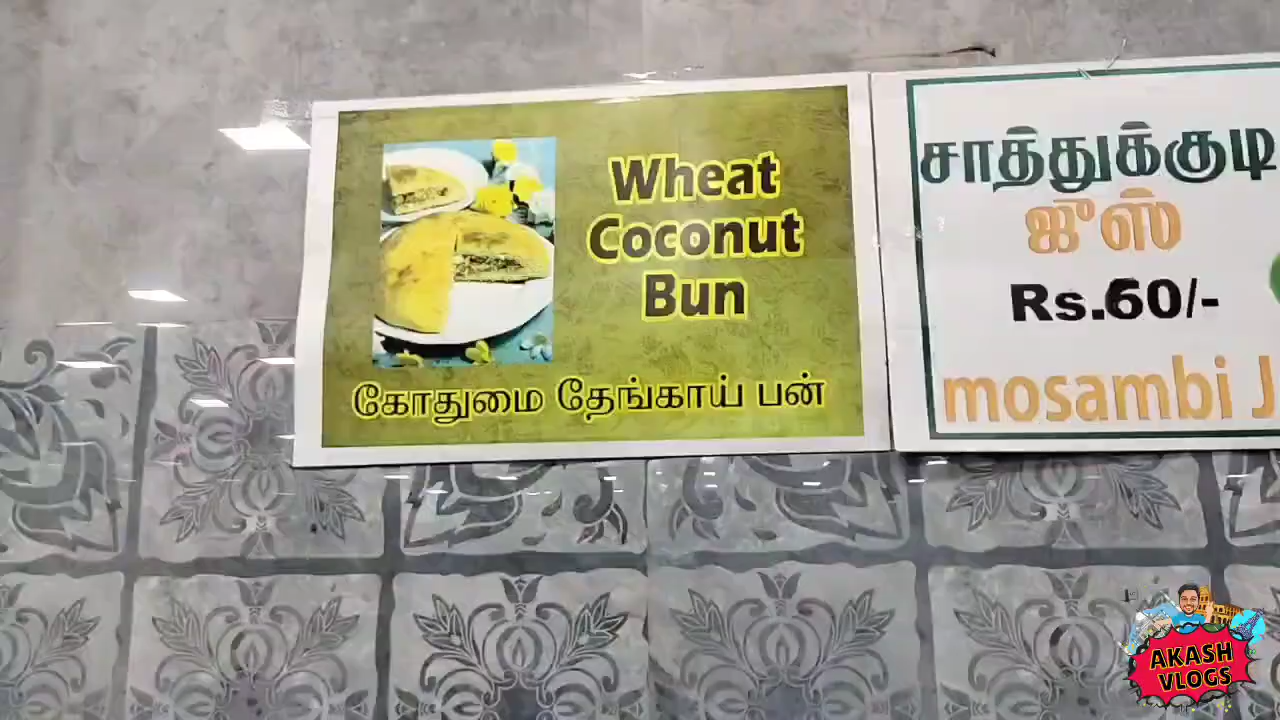 Wheat
Coconut
Bun
கோதுமை தேங்காய் பன்
சாத்துக்குடி
ஜூஸ்
Rs.60/-
mosambi J
AKASH
VLOGS